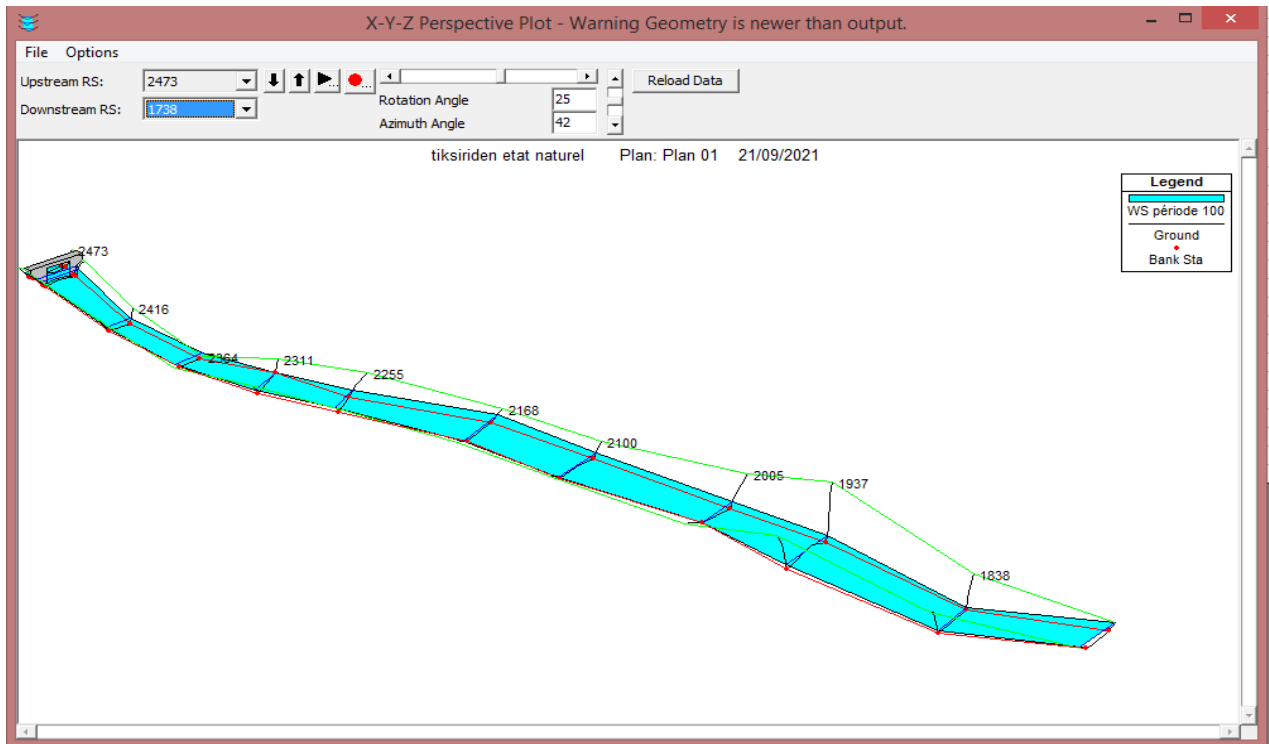 X-Y-Z Perspective Plot - Warning Geometry is newer than output.
File Options
Upstream RS: 2473
Downstream RS: 1738
Rotation Angle 25
Azimuth Angle 42
Reload Data
tiksiriden etat naturel Plan: Plan 01 21/09/2021
Legend
WS période 100
Ground
Bank Sta
2473
2416
2364
2311
2255
2168
2100
2005
1937
1838